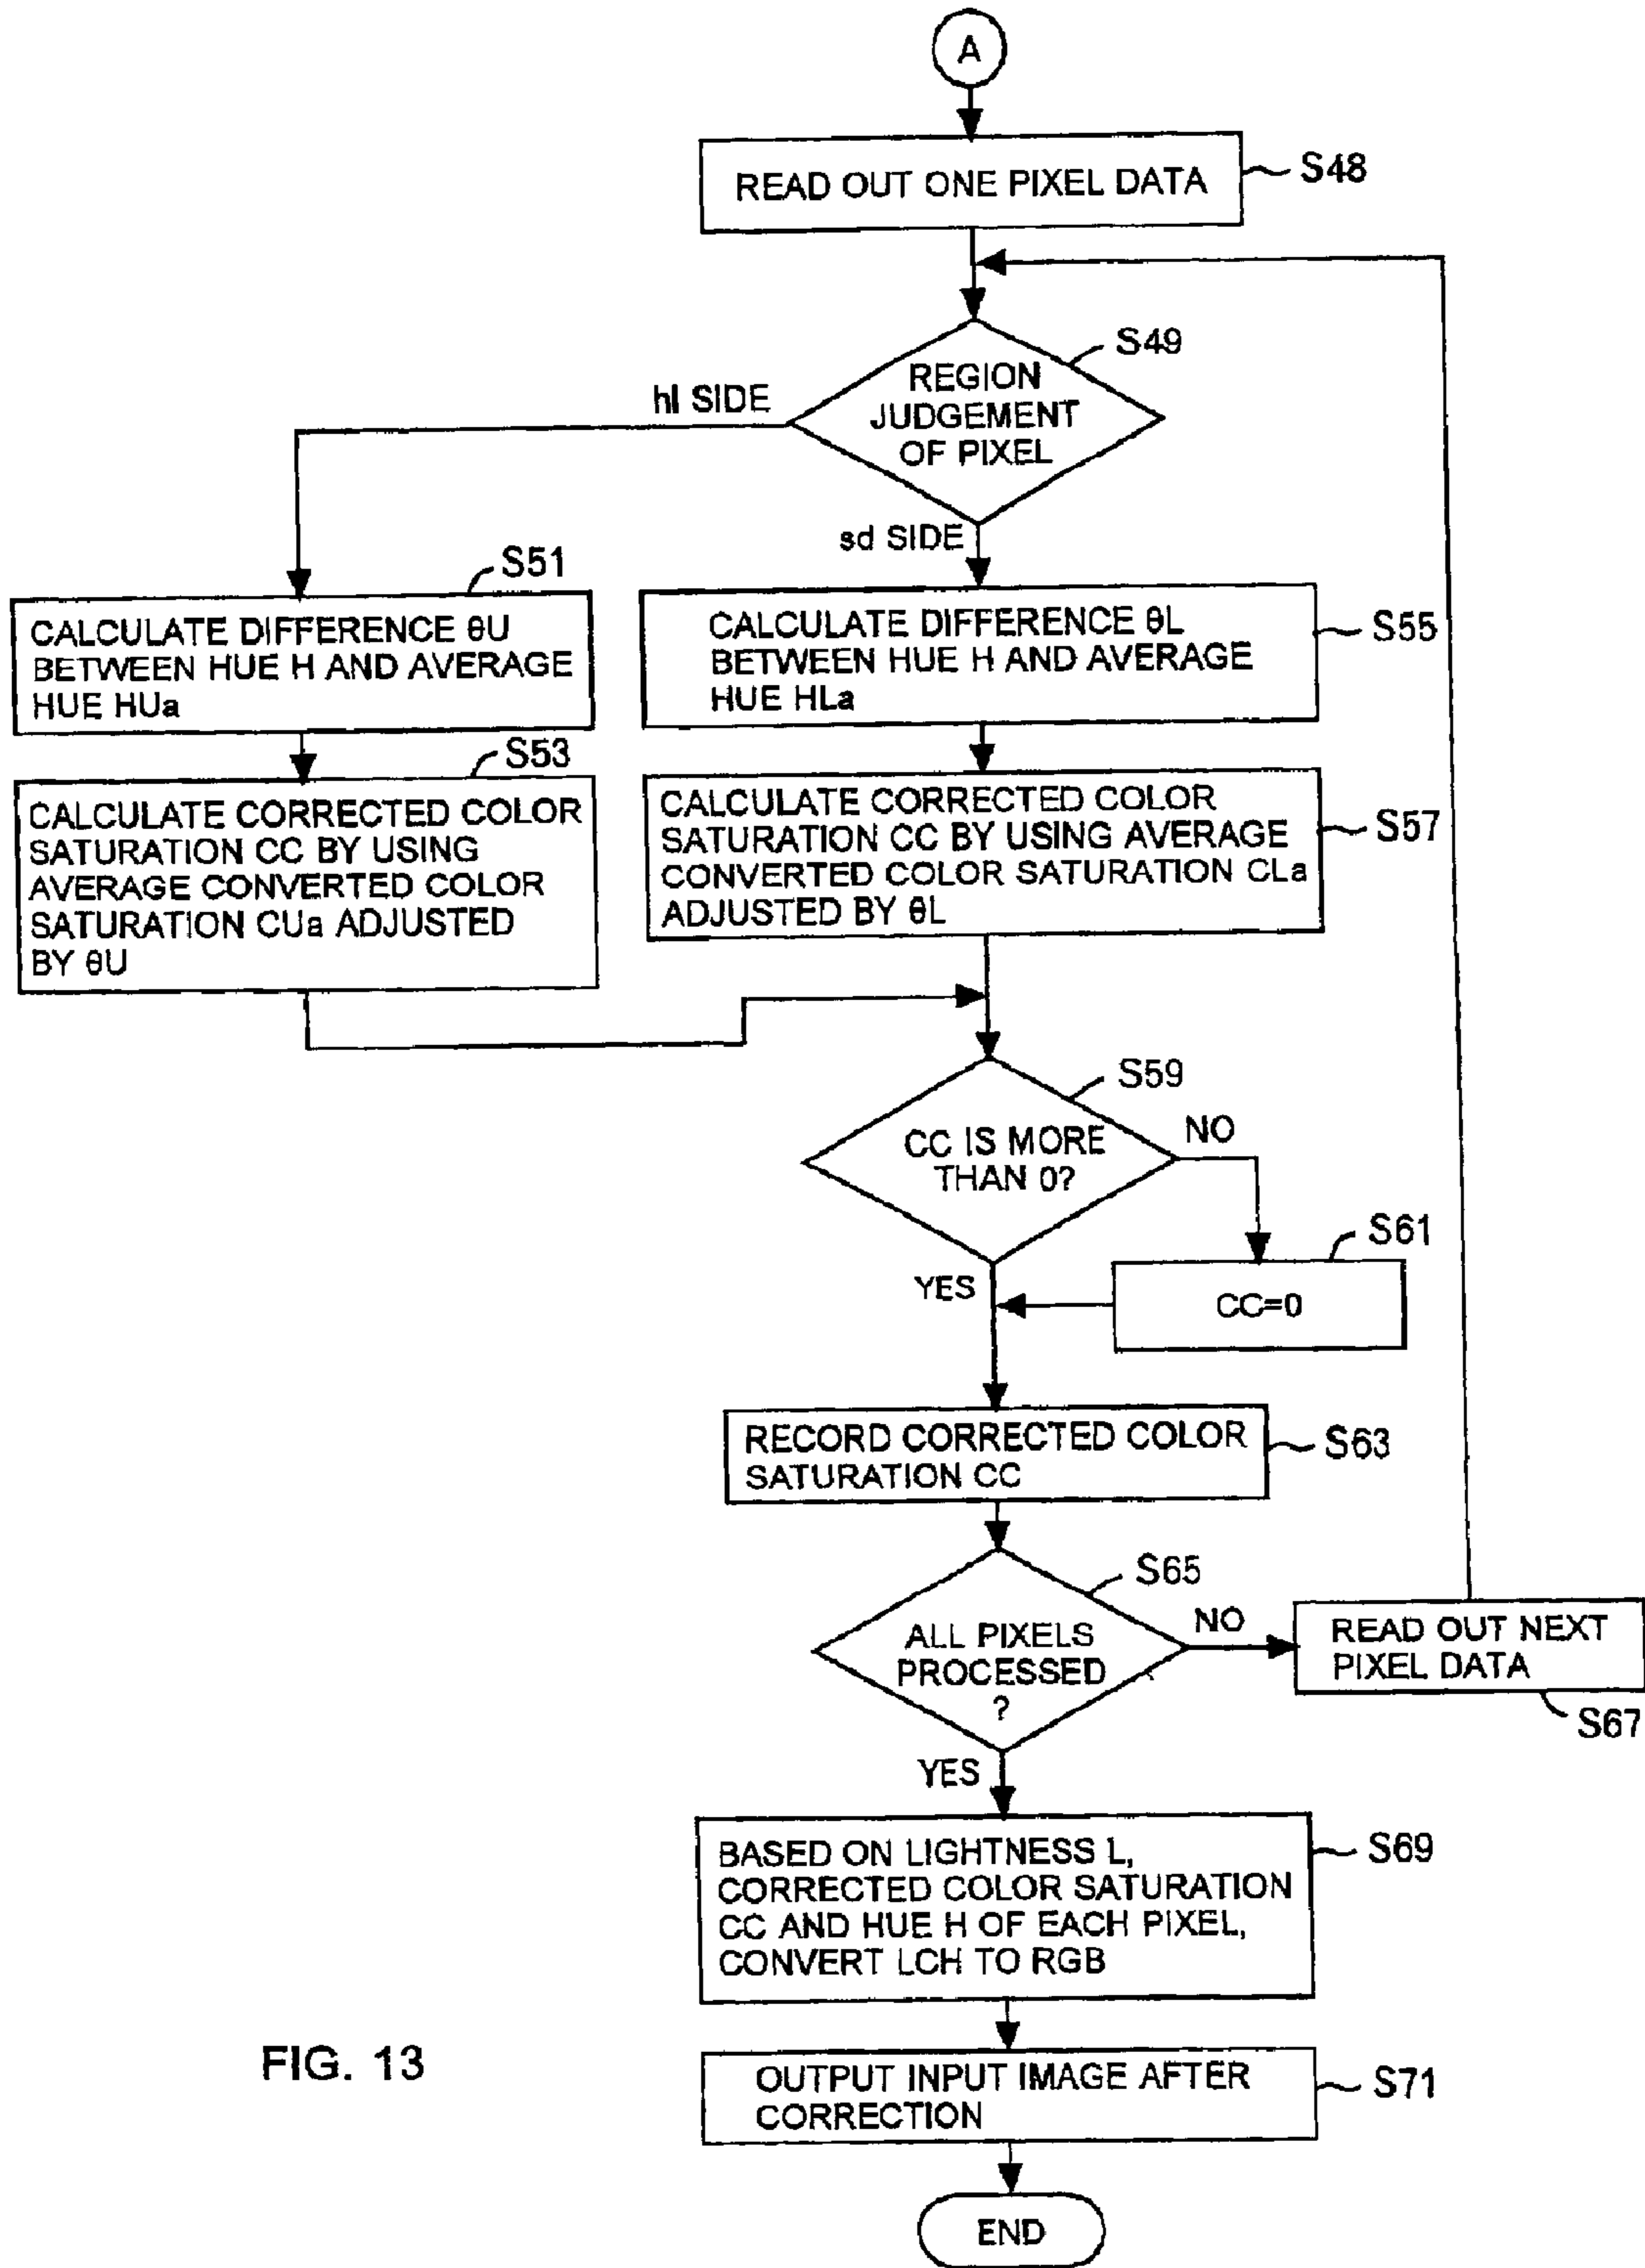 A
READ OUT ONE PIXEL DATA
S48
S49
REGION
JUDGEMENT
OF PIXEL
hl SIDE
sd SIDE
S51
CALCULATE DIFFERENCE θU
BETWEEN HUE H AND AVERAGE
HUE HUa
S55
CALCULATE DIFFERENCE θL
BETWEEN HUE H AND AVERAGE
HUE HLa
S53
CALCULATE CORRECTED COLOR
SATURATION CC BY USING
AVERAGE CONVERTED COLOR
SATURATION CUa ADJUSTED
BY θU
CALCULATE CORRECTED COLOR
SATURATION CC BY USING AVERAGE
CONVERTED COLOR SATURATION CLa
ADJUSTED BY θL
S57
S59
CC IS MORE
THAN 0?
NO
YES
S61
CC=0
RECORD CORRECTED COLOR
SATURATION CC
S63
S65
ALL PIXELS
PROCESSED
?
NO
READ OUT NEXT
PIXEL DATA
S67
YES
BASED ON LIGHTNESS L,
CORRECTED COLOR SATURATION
CC AND HUE H OF EACH PIXEL,
CONVERT LCH TO RGB
S69
OUTPUT INPUT IMAGE AFTER
CORRECTION
S71
END
FIG. 13